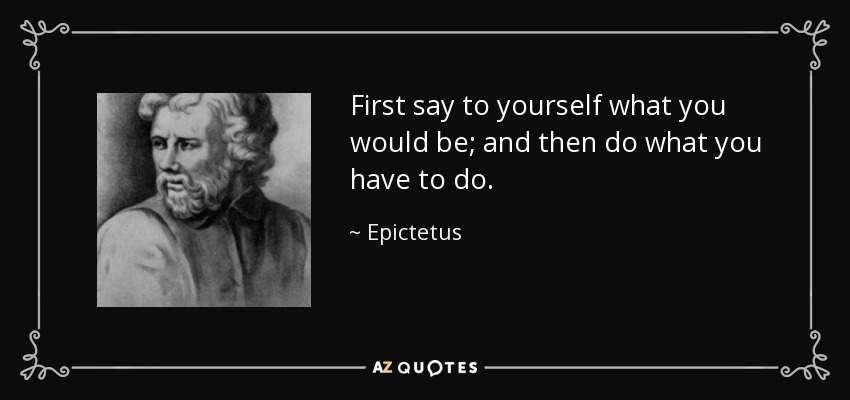 First say to yourself what you
would be; and then do what you
have to do.
~ Epictetus
AZ QUOTES